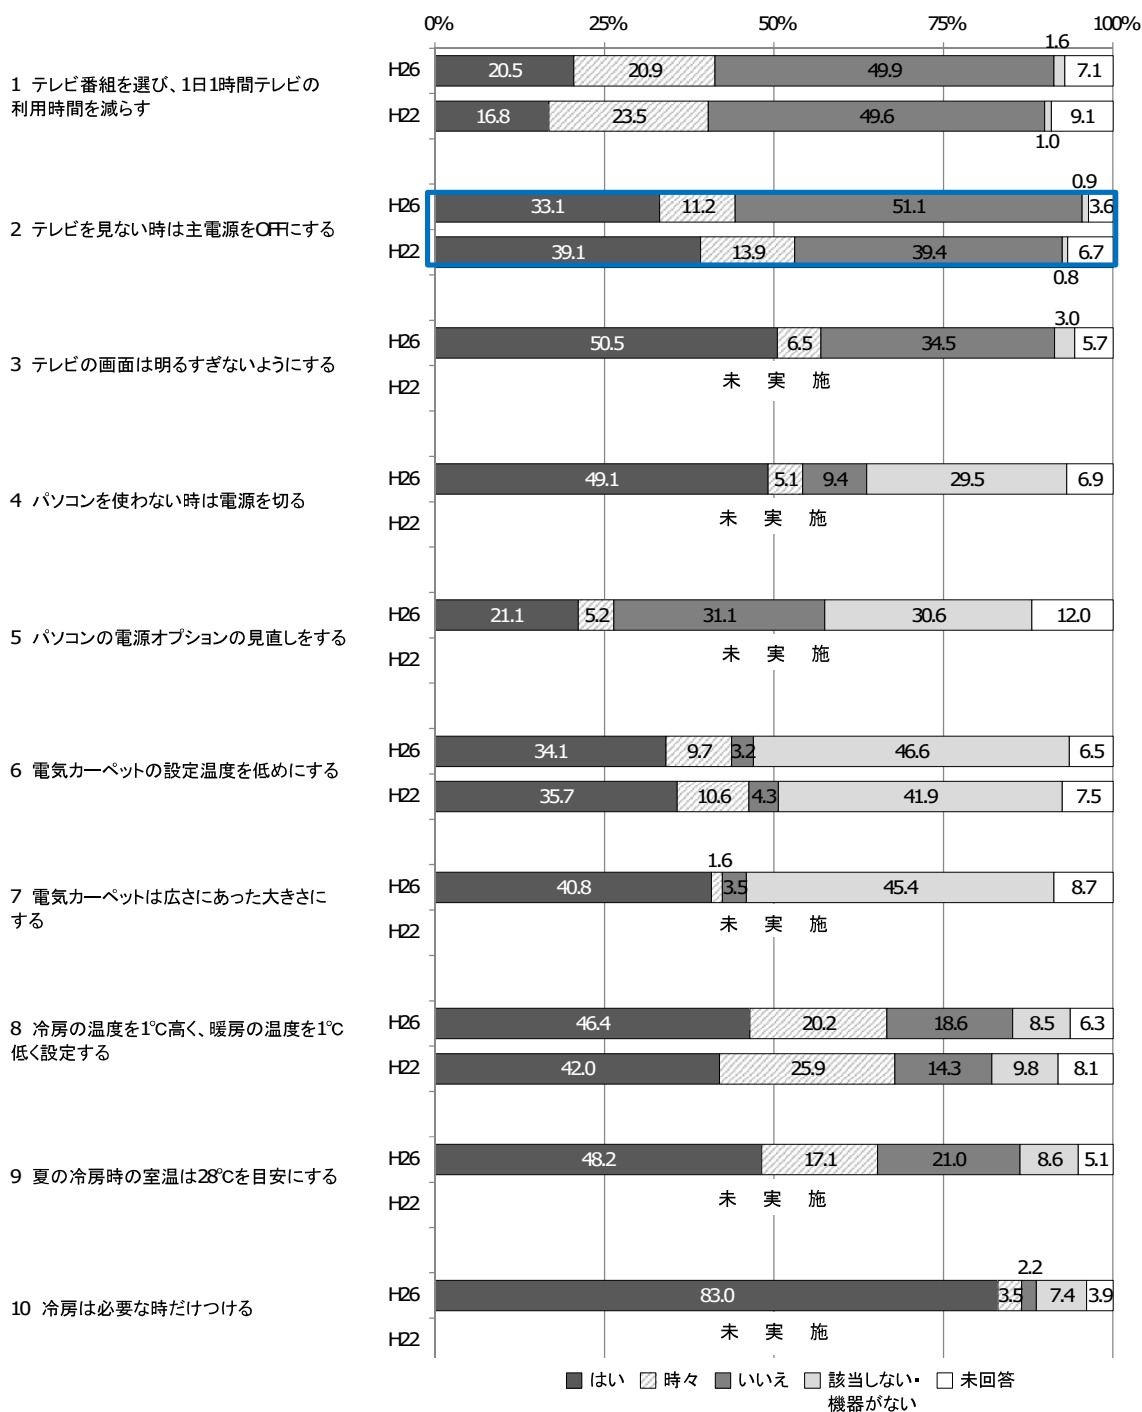 0% 25% 50% 75% 100%
1.6
H26 20.5 20.9 49.9 7.1
1 テレビ番組を選び、1日1時間テレビの
利用時間を減らす
H22 16.8 23.5 49.6 9.1
1.0
0.9
H26 33.1 11.2 51.1 3.6
2 テレビを見ない時は主電源をOFFにする
H22 39.1 13.9 39.4 6.7
0.8
3.0
H26 50.5 6.5 34.5 5.7
3 テレビの画面は明るすぎないようにする
H22 未 実 施
H26 49.1 5.1 9.4 29.5 6.9
4 パソコンを使わない時は電源を切る
H22 未 実 施
H26 21.1 5.2 31.1 30.6 12.0
5 パソコンの電源オプションの見直しをする
H22 未 実 施
H26 34.1 9.7 3.2 46.6 6.5
6 電気カーペットの設定温度を低めにする
H22 35.7 10.6 4.3 41.9 7.5
1.6
H26 40.8 3.5 45.4 8.7
7 電気カーペットは広さにあった大きさに
する
H22 未 実 施
H26 46.4 20.2 18.6 8.5 6.3
8 冷房の温度を1℃高く、暖房の温度を1℃
低く設定する
H22 42.0 25.9 14.3 9.8 8.1
H26 48.2 17.1 21.0 8.6 5.1
9 夏の冷房時の室温は28℃を目安にする
H22 未 実 施
2.2
H26 83.0 3.5 7.4 3.9
10 冷房は必要な時だけつける
H22 未 実 施
はい 時々 いいえ 該当しない・ 未回答
機器がない